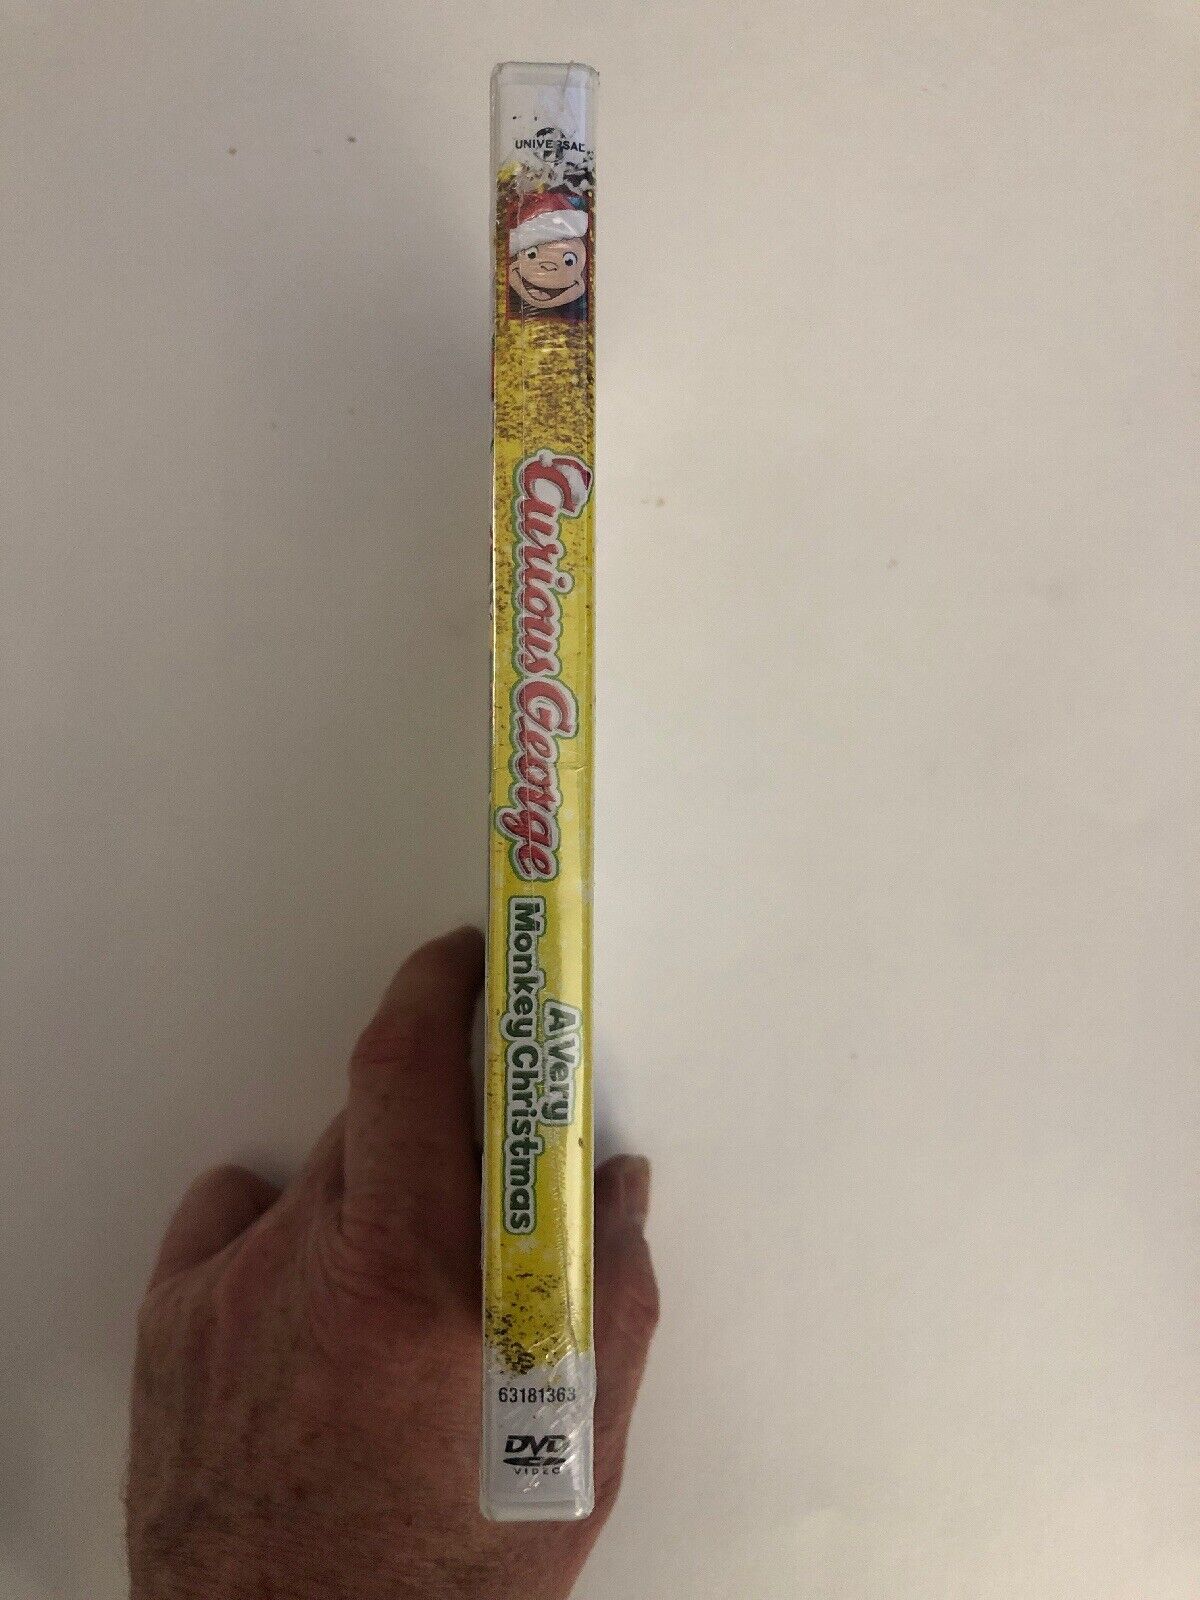 UNIVERSAL
Curious George
A Very
Monkey Christmas
63181363
DVD
VIDEO